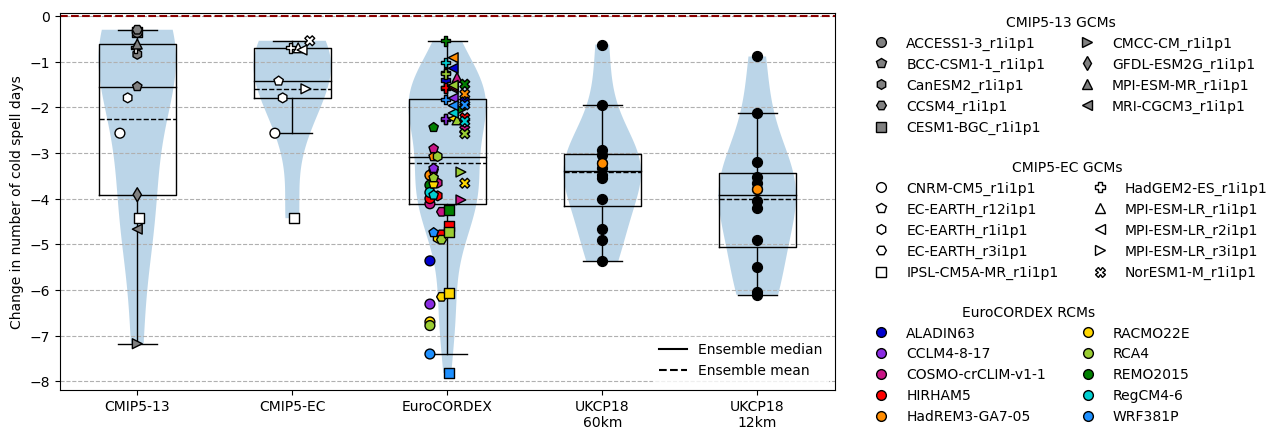 Change in number of cold spell days
0
−1
−2
−3
−4
−5
−6
−7
−8
CMIP5-13
CMIP5-EC
EuroCORDEX
UKCP18
60km
UKCP18
12km
Ensemble median
Ensemble mean
CMIP5-13 GCMs
ACCESS1-3_r1i1p1
BCC-CSM1-1_r1i1p1
CanESM2_r1i1p1
CCSM4_r1i1p1
CESM1-BGC_r1i1p1
CMCC-CM_r1i1p1
GFDL-ESM2G_r1i1p1
MPI-ESM-MR_r1i1p1
MRI-CGCM3_r1i1p1
CMIP5-EC GCMs
CNRM-CM5_r1i1p1
EC-EARTH_r12i1p1
EC-EARTH_r1i1p1
EC-EARTH_r3i1p1
IPSL-CM5A-MR_r1i1p1
HadGEM2-ES_r1i1p1
MPI-ESM-LR_r1i1p1
MPI-ESM-LR_r2i1p1
MPI-ESM-LR_r3i1p1
NorESM1-M_r1i1p1
EuroCORDEX RCMs
ALADIN63
CCLM4-8-17
COSMO-crCLIM-v1-1
HIRHAM5
HadREM3-GA7-05
RACMO22E
RCA4
REMO2015
RegCM4-6
WRF381P